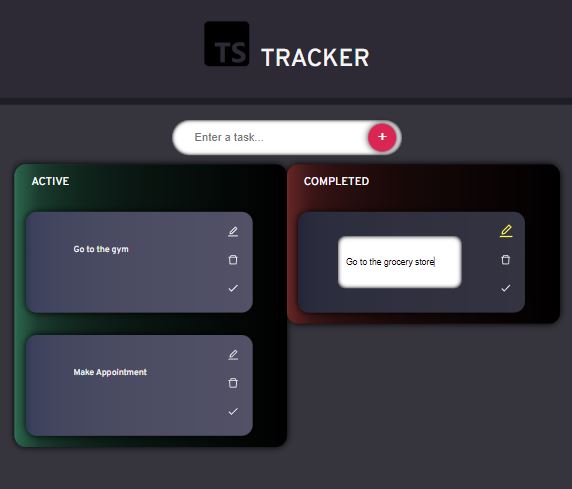 TS TRACKER
Enter a task...
+
ACTIVE
Go to the gym
Make Appointment
COMPLETED
Go to the grocery store